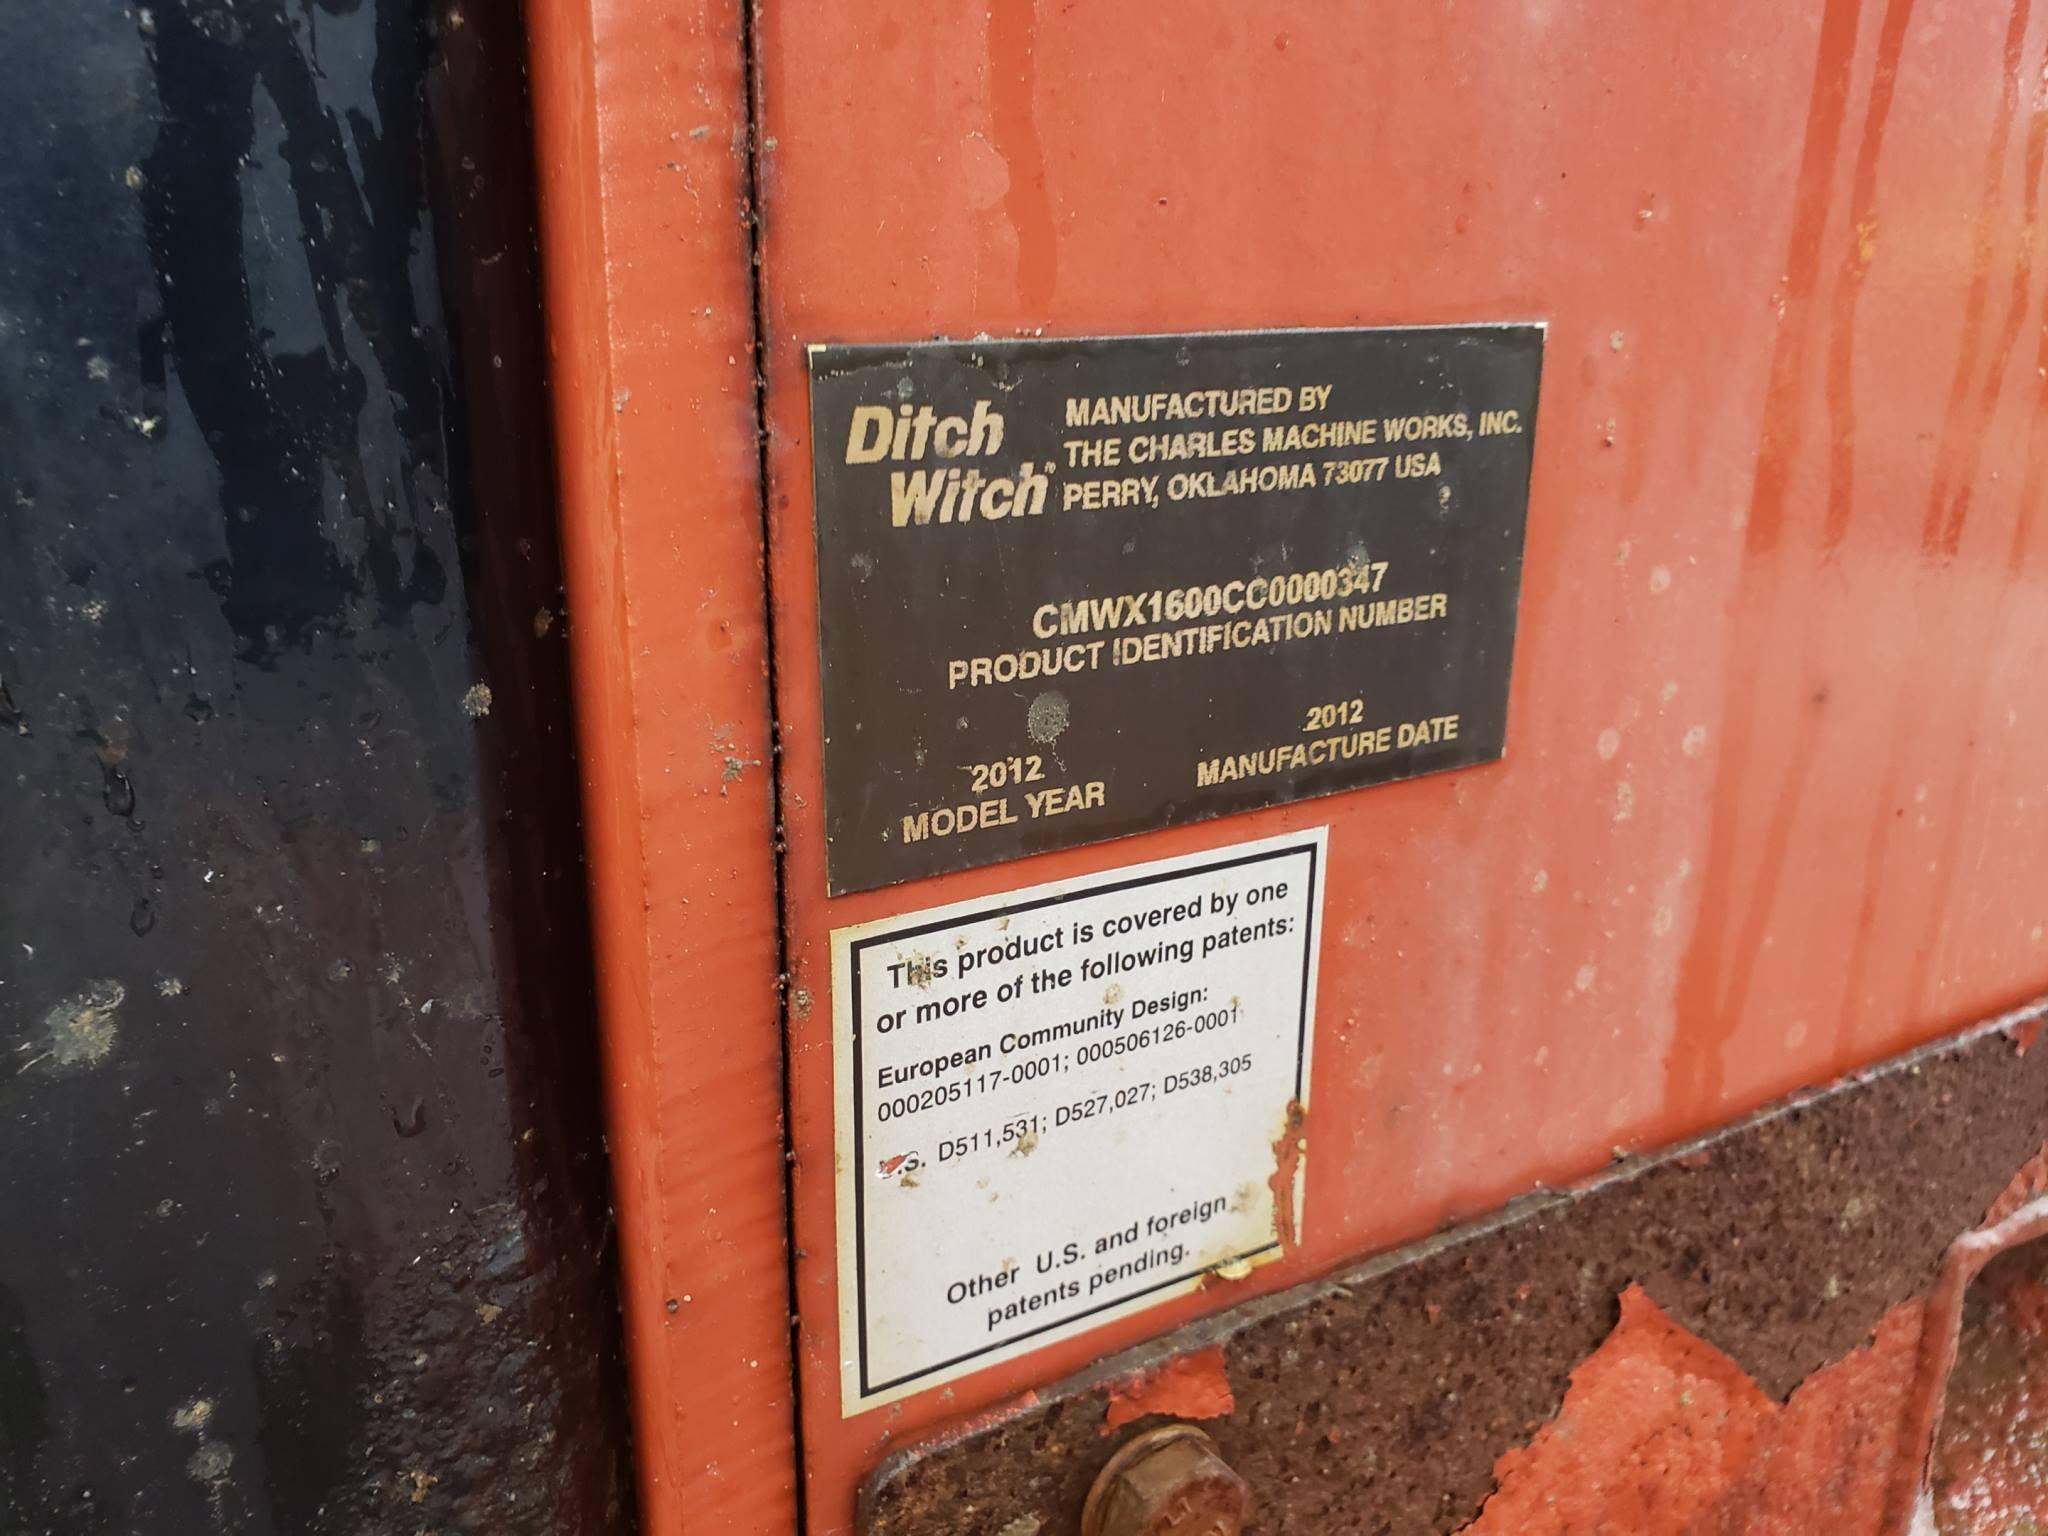 Ditch Witch™
MANUFACTURED BY
THE CHARLES MACHINE WORKS, INC.
PERRY, OKLAHOMA 73077 USA
CMWX1600CC0000347
PRODUCT IDENTIFICATION NUMBER
2012
MODEL YEAR
2012
MANUFACTURE DATE
This product is covered by one
or more of the following patents:
European Community Design:
000205117-0001; 000506126-0001
U.S. D511,531; D527,027; D538,305
Other U.S. and foreign
patents pending.